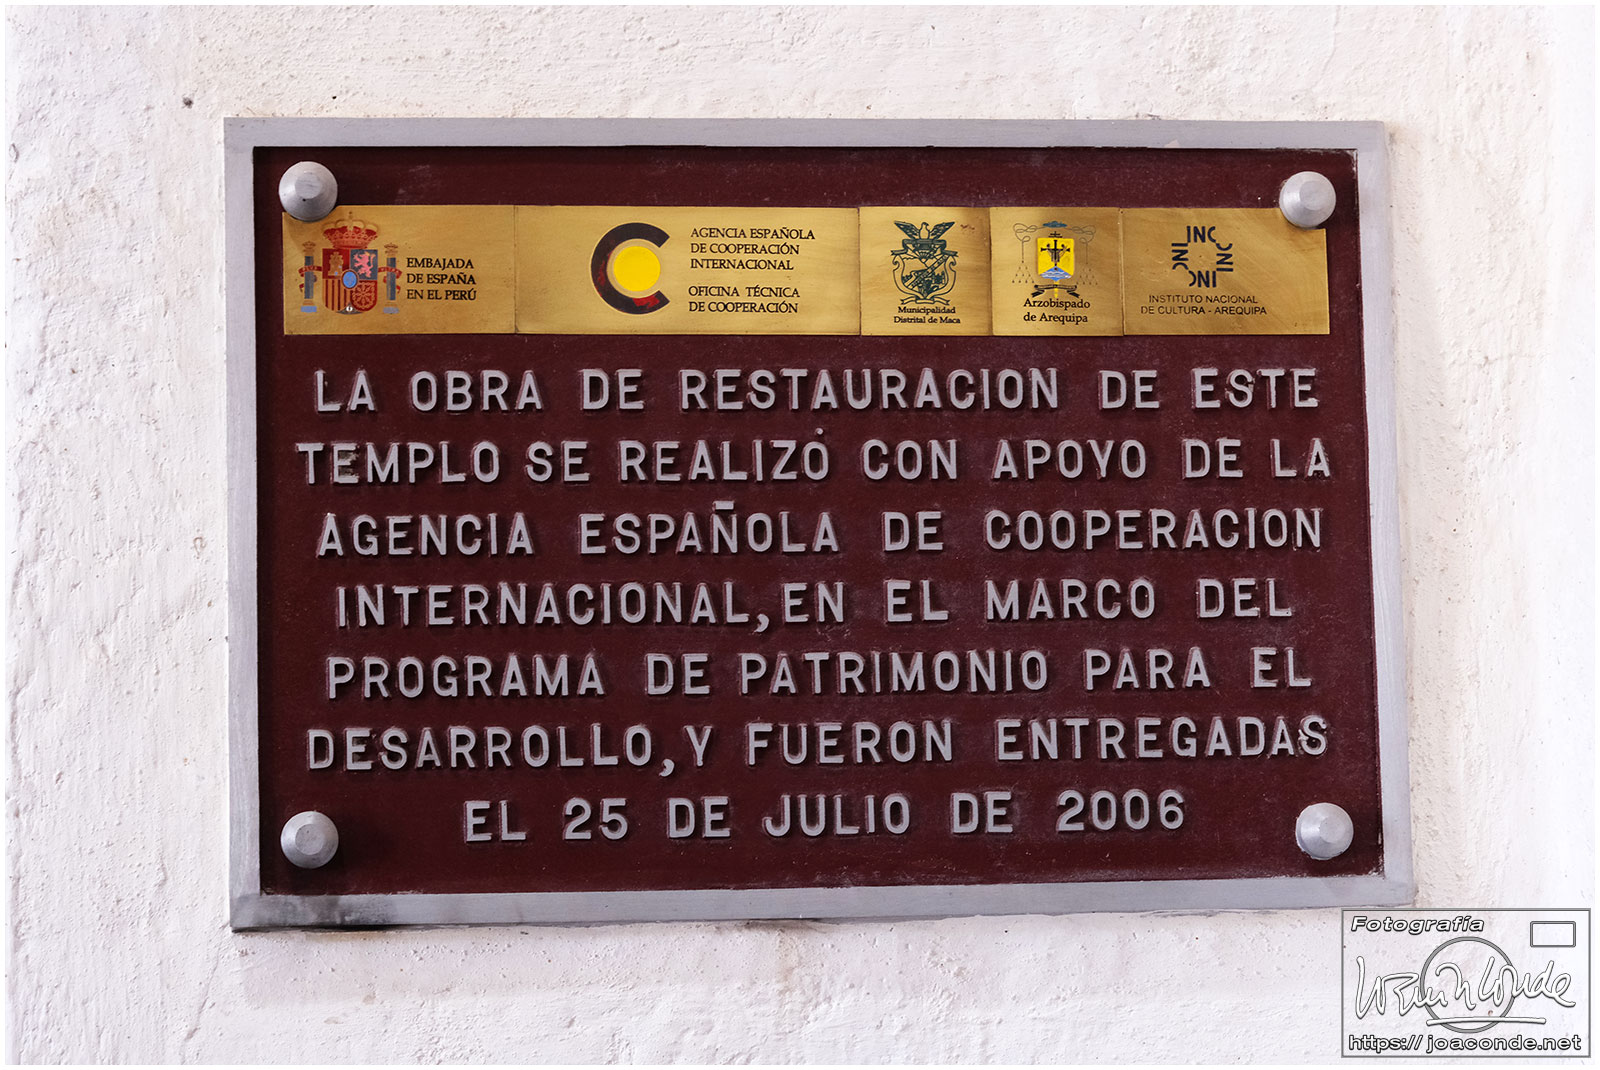 EMBAJADA
DE ESPAÑA
EN EL PERÚ
AGENCIA ESPAÑOLA
DE COOPERACIÓN
INTERNACIONAL
OFICINA TÉCNICA
DE COOPERACIÓN
Municipalidad
Distrital de Maca
Arzobispado
de Arequipa
INC
INC
INC
INC
INSTITUTO NACIONAL
DE CULTURA - AREQUIPA
LA OBRA DE RESTAURACION DE ESTE
TEMPLO SE REALIZÓ CON APOYO DE LA
AGENCIA ESPAÑOLA DE COOPERACION
INTERNACIONAL, EN EL MARCO DEL
PROGRAMA DE PATRIMONIO PARA EL
DESARROLLO, Y FUERON ENTREGADAS
EL 25 DE JULIO DE 2006
Fotografía
https:// joaconde.net